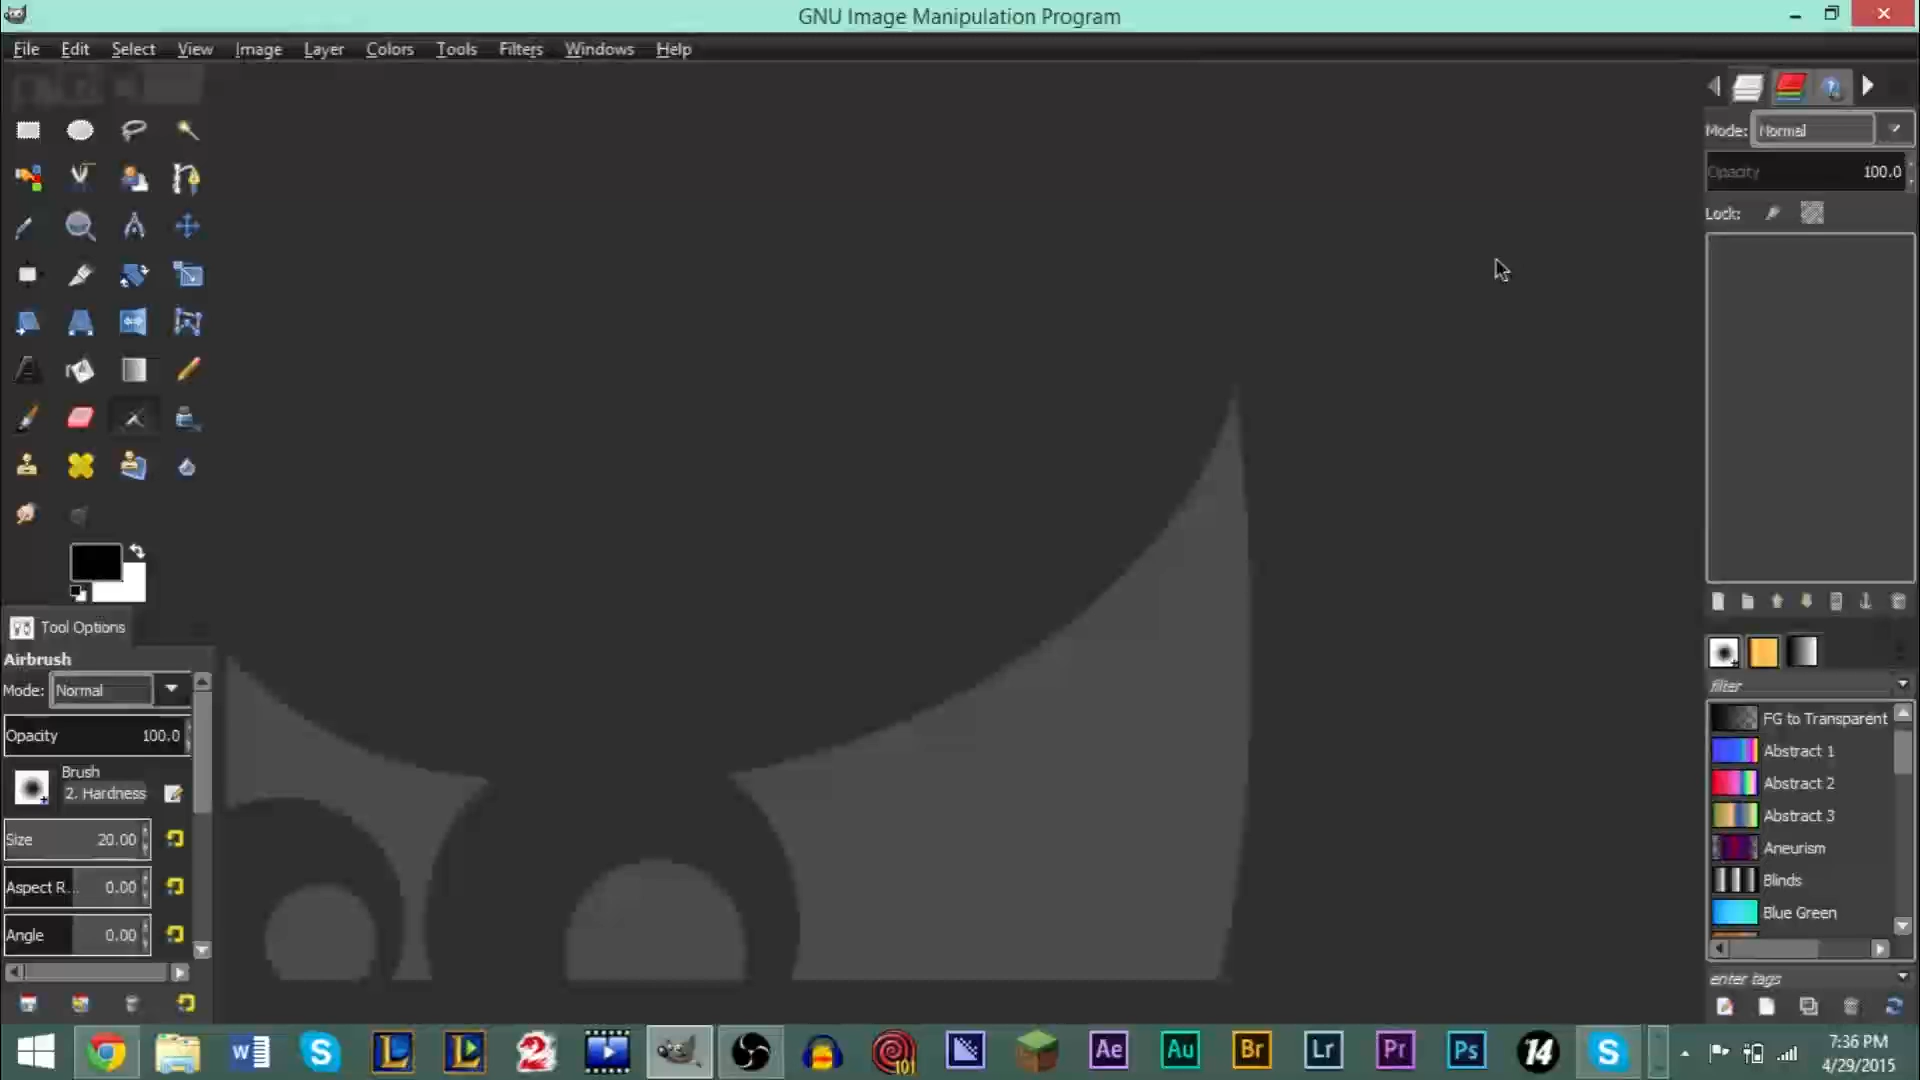 GNU Image Manipulation Program
File Edit Select View Image Layer Colors Tools Filters Windows Help
Mode: Normal
Opacity 100.0
Lock:
Tool Options
Airbrush
Mode: Normal
Opacity 100.0
Brush
2. Hardness
Size 20.00
Aspect R... 0.00
Angle 0.00
filter
FG to Transparent
Abstract 1
Abstract 2
Abstract 3
Aneurism
Blinds
Blue Green
enter tags
W S L L 2 101 Ae Au Br Lr Pr Ps 14 S
7:36 PM
4/29/2015